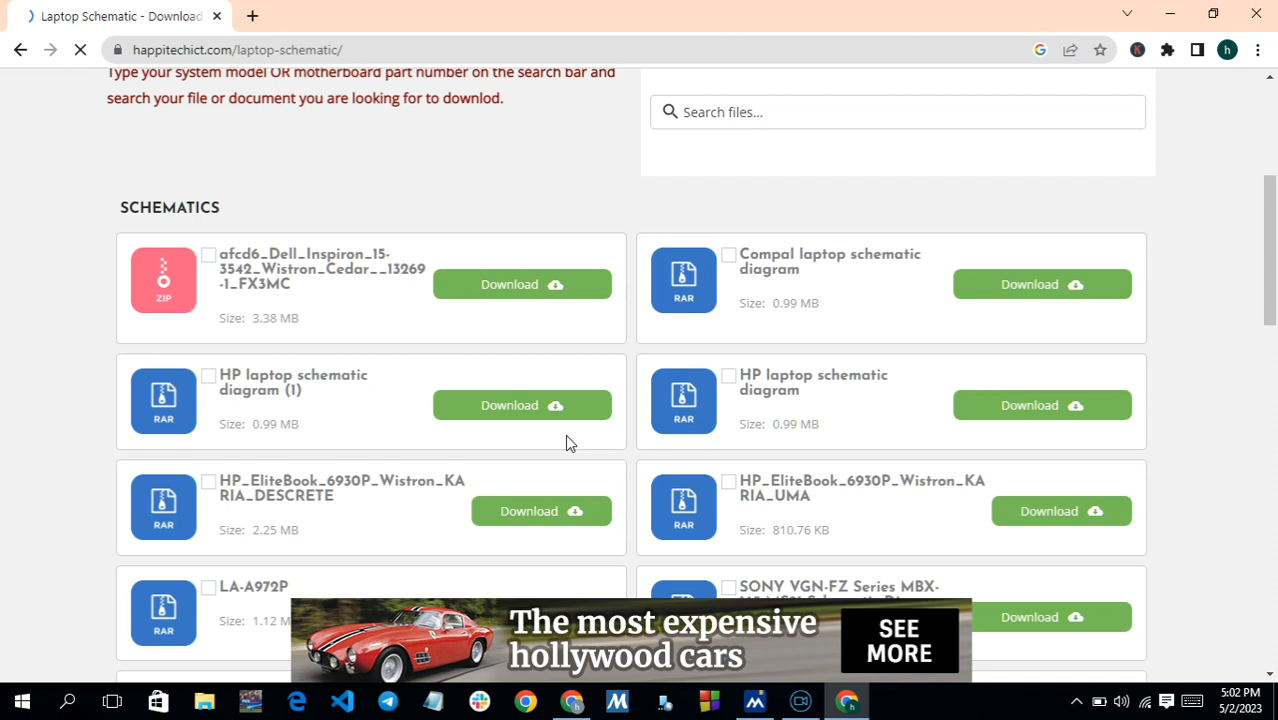 Laptop Schematic - Download
happitechict.com/laptop-schematic/
Type your system model OR motherboard part number on the search bar and
search your file or document you are looking for to downlod.
Search files...
SCHEMATICS
afcd6_Dell_Inspiron_15-
3542_Wistron_Cedar__13269
-1_FX3MC
Size: 3.38 MB
ZIP
Download
Compal laptop schematic
diagram
Size: 0.99 MB
RAR
Download
HP laptop schematic
diagram (1)
Size: 0.99 MB
RAR
Download
HP laptop schematic
diagram
Size: 0.99 MB
RAR
Download
HP_EliteBook_6930P_Wistron_KA
RIA_DESCRETE
Size: 2.25 MB
RAR
Download
HP_EliteBook_6930P_Wistron_KA
RIA_UMA
Size: 810.76 KB
RAR
Download
LA-A972P
Size: 1.12 M
RAR
SONY VGN-FZ Series MBX-
Download
The most expensive
hollywood cars
SEE
MORE
5:02 PM
5/2/2023